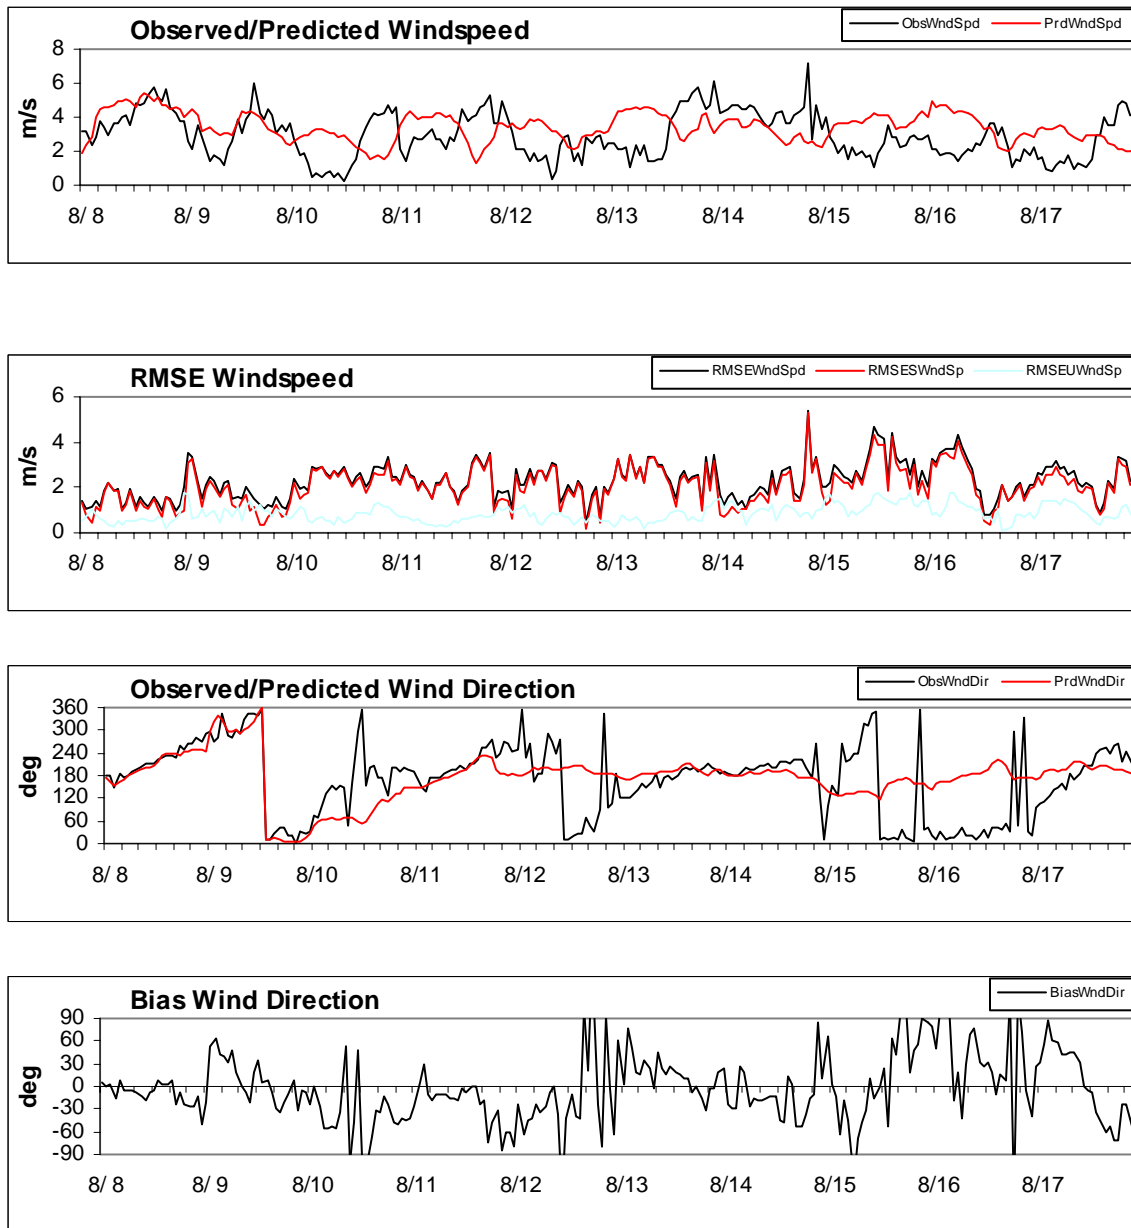 Observed/Predicted Windspeed
ObsWndSpd PrdWndSpd
8
6
4
2
0
m/s
8/ 8 8/ 9 8/10 8/11 8/12 8/13 8/14 8/15 8/16 8/17
RMSE Windspeed
RMSEWndSpd RMSESWndSp RMSEUWndSp
6
4
2
0
m/s
8/ 8 8/ 9 8/10 8/11 8/12 8/13 8/14 8/15 8/16 8/17
Observed/Predicted Wind Direction
ObsWndDir PrdWndDir
360
300
240
180
120
60
0
deg
8/ 8 8/ 9 8/10 8/11 8/12 8/13 8/14 8/15 8/16 8/17
Bias Wind Direction
BiasWndDir
90
60
30
0
-30
-60
-90
deg
8/ 8 8/ 9 8/10 8/11 8/12 8/13 8/14 8/15 8/16 8/17